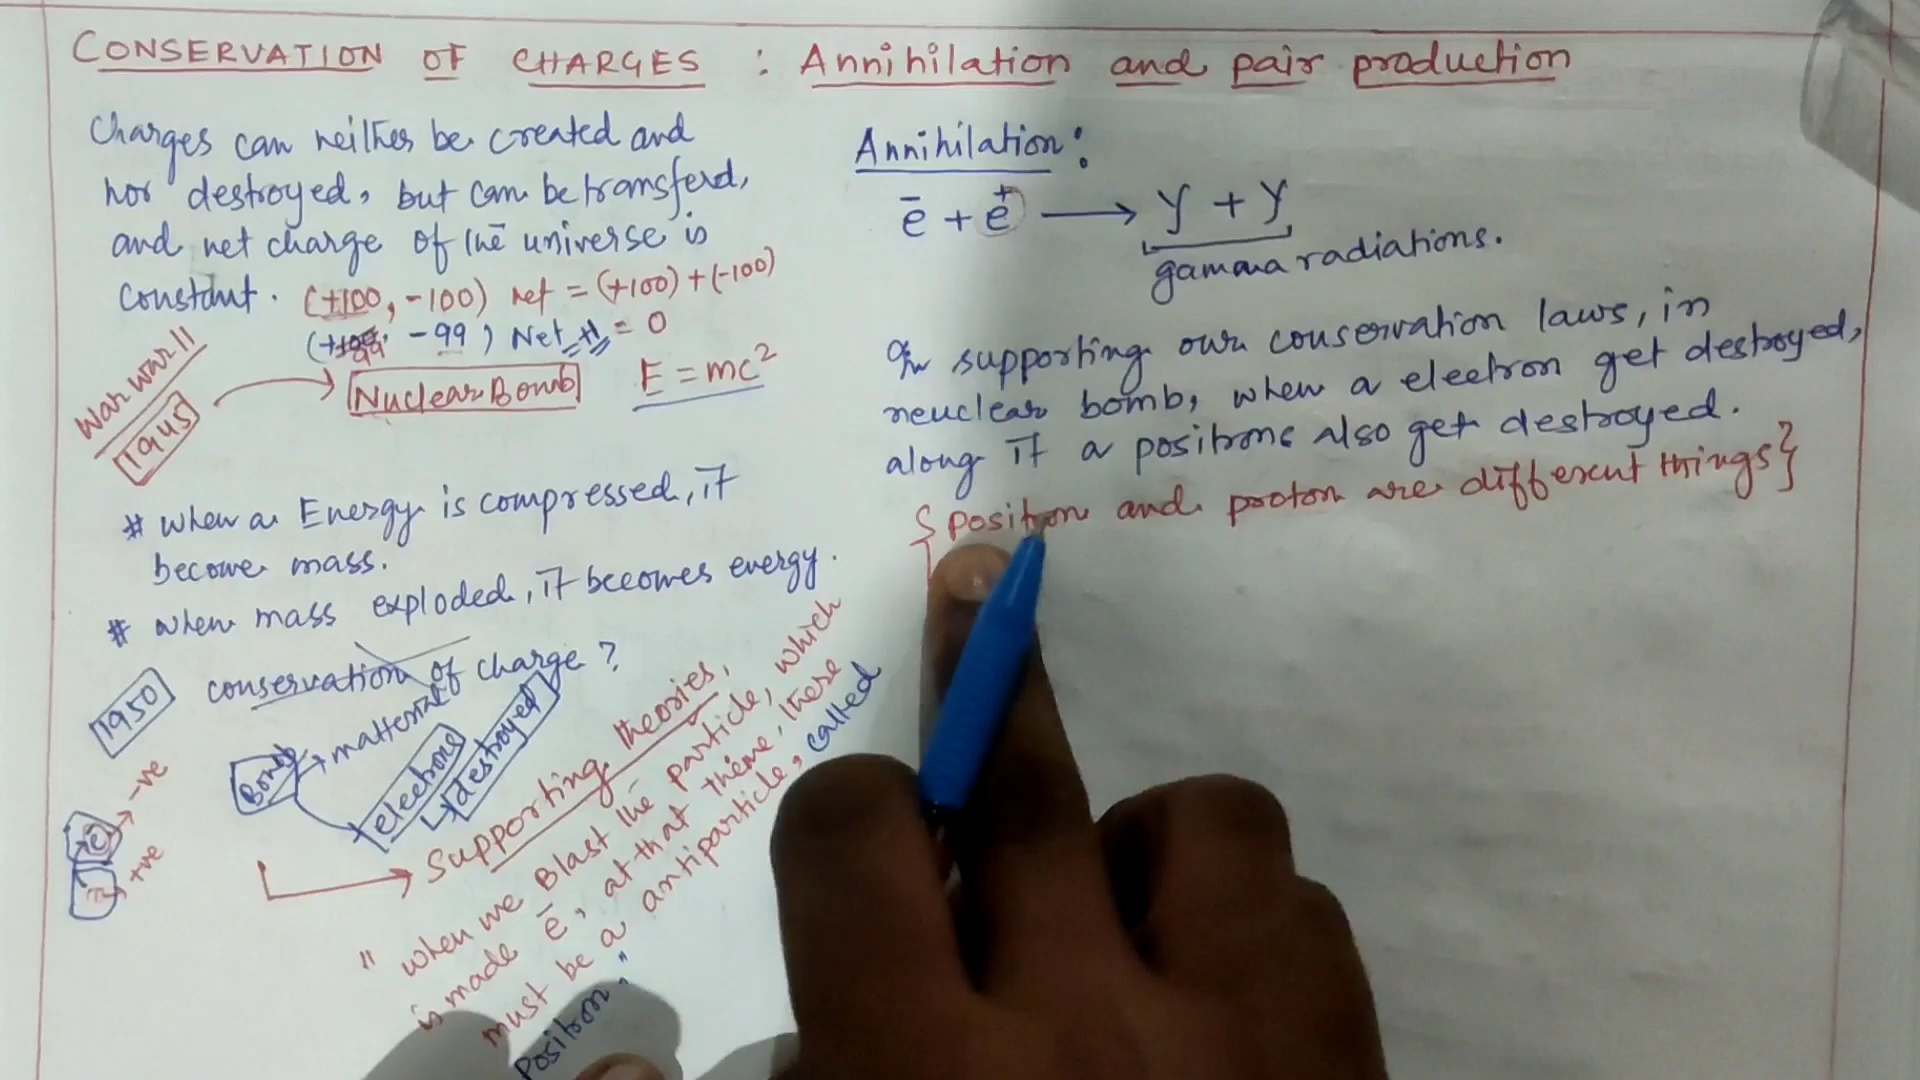 CONSERVATION OF CHARGES : Annihilation and pair production
Charges can neither be created and
nor destroyed, but can be transferd,
and net charge of the universe is
constant. (+100, -100) net = (+100) + (-100)
-99) Net = 0
War war II
1945
Nuclear Bomb
E = mc²
# when a Energy is compressed, it
become mass.
# when mass exploded, it becomes energy.
1950
conservation of charge?
Bomb
electrons
destroyed
e
-ve
+ve
Supporting theories,
" when we Blast the particle, which
is made ē, at that theme, there
must be a antiparticle, called
Positron."
Annihilation:
ē + e⁺ → γ + γ
gamma radiations.
In supporting our conservation laws, in
neuclear bomb, when a electron get destroyed,
along it a positrons also get destroyed.
{positron and proton are different things}